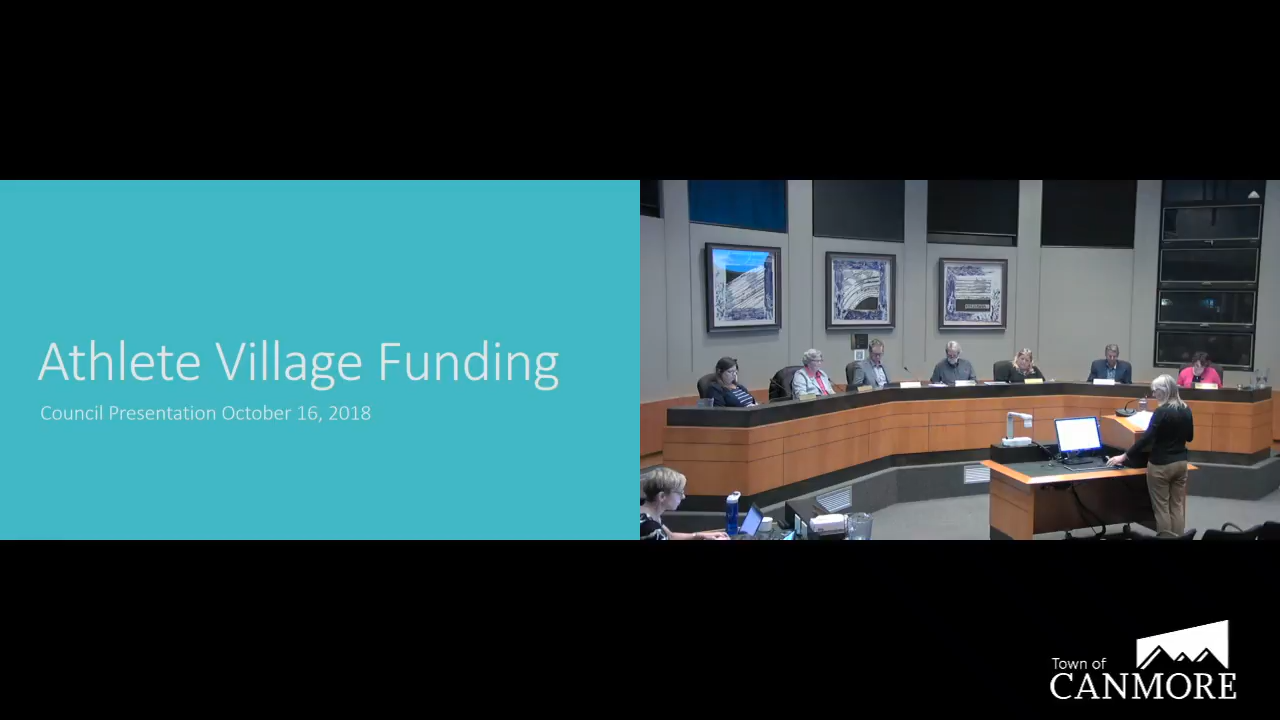 Athlete Village Funding
Council Presentation October 16, 2018
Town of
CANMORE